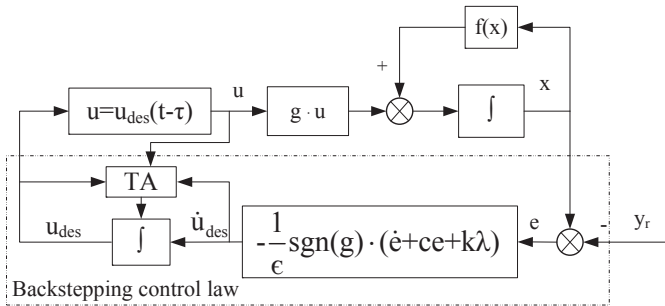 f(x)
+
u
x
u=u_des(t-τ)
g · u
∫
TA
-
y_r
u_des
∫
u̇_des
-1/ϵ sgn(g) · (ė+ce+kλ)
e
Backstepping control law